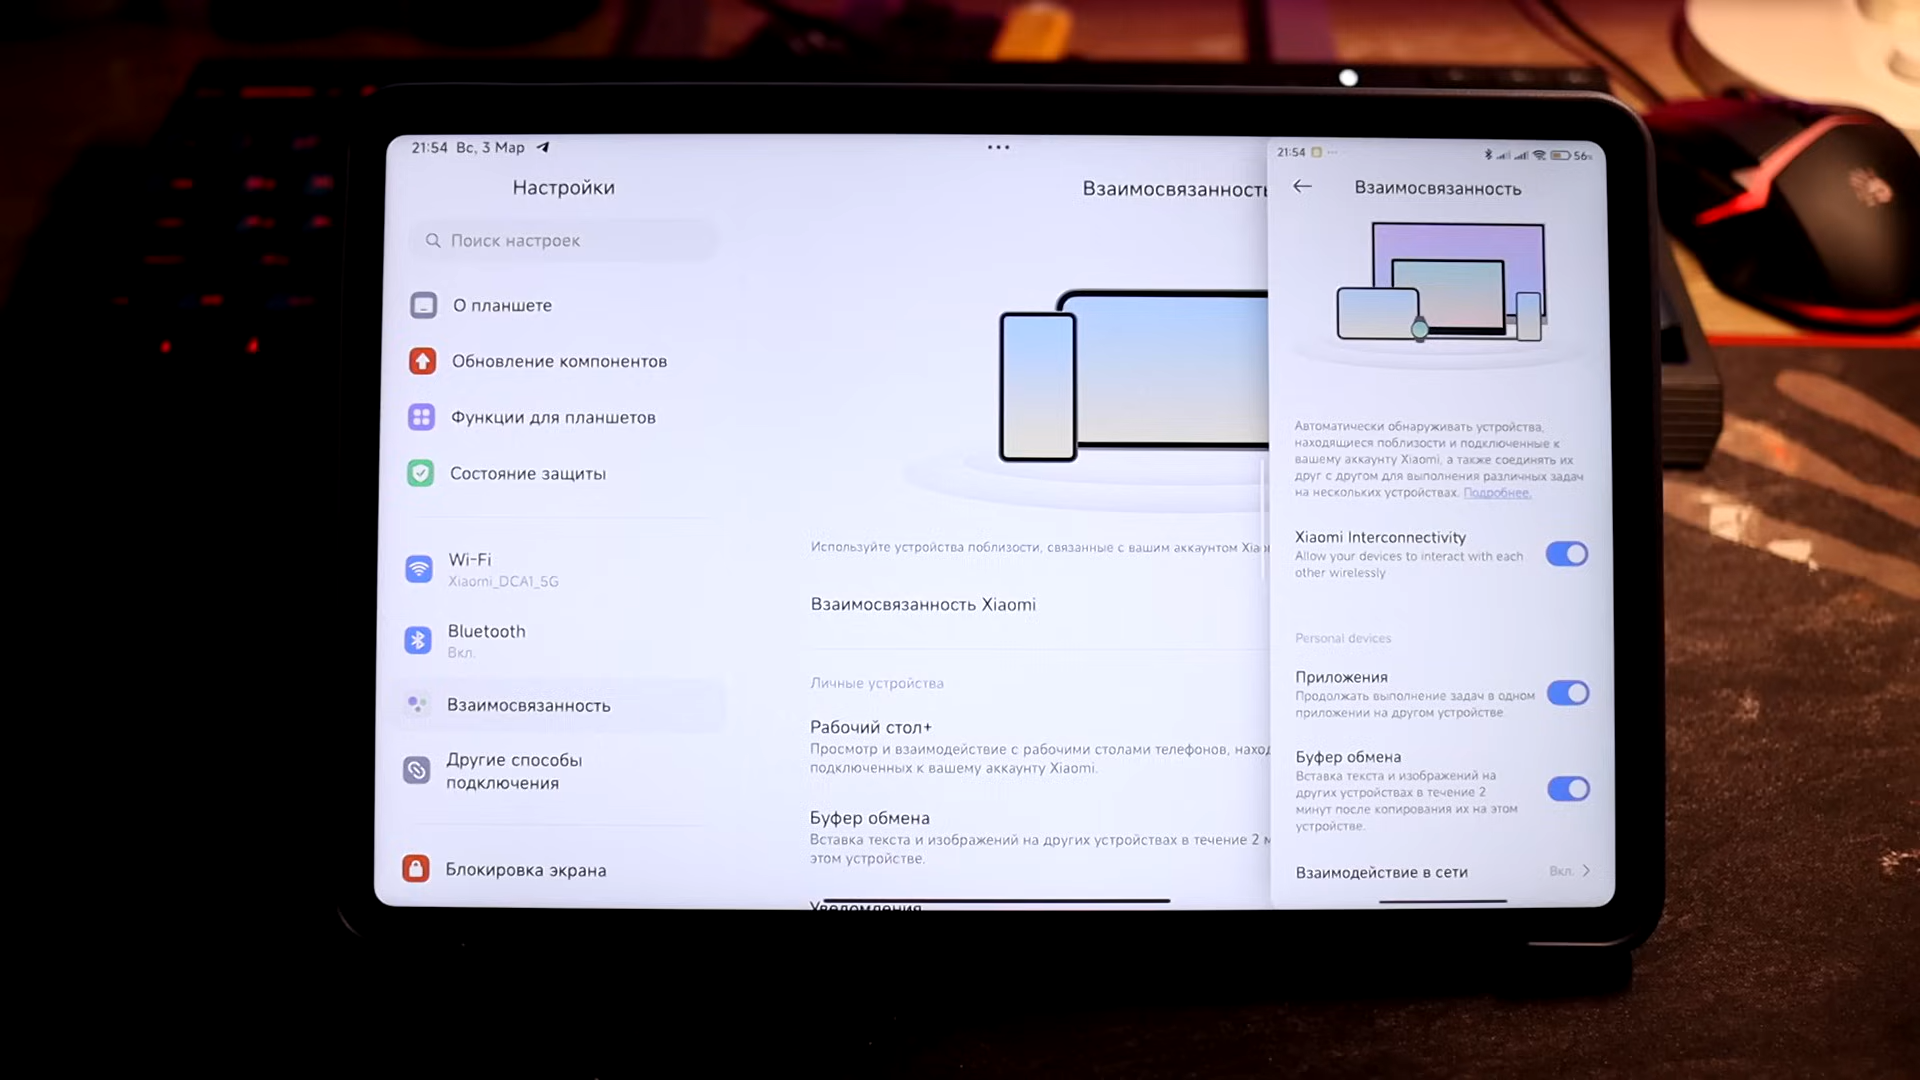 21:54 Вс, 3 Мар
Настройки
Поиск настроек
О планшете
Обновление компонентов
Функции для планшетов
Состояние защиты
Wi-Fi
Xiaomi_DCA1_5G
Bluetooth
Вкл.
Взаимосвязанность
Другие способы
подключения
Блокировка экрана
Взаимосвязанность
Используйте устройства поблизости, связанные с вашим аккаунтом Xiao
Взаимосвязанность Xiaomi
Личные устройства
Рабочий стол+
Просмотр и взаимодействие с рабочими столами телефонов, наход
подключенных к вашему аккаунту Xiaomi.
Буфер обмена
Вставка текста и изображений на других устройствах в течение 2 м
этом устройстве.
Уведомления
21:54
56%
Взаимосвязанность
Автоматически обнаруживать устройства,
находящиеся поблизости и подключенные к
вашему аккаунту Xiaomi, а также соединять их
друг с другом для выполнения различных задач
на нескольких устройствах. Подробнее.
Xiaomi Interconnectivity
Allow your devices to interact with each
other wirelessly
Personal devices
Приложения
Продолжать выполнение задач в одном
приложении на другом устройстве
Буфер обмена
Вставка текста и изображений на
других устройствах в течение 2
минут после копирования их на этом
устройстве.
Взаимодействие в сети
Вкл.